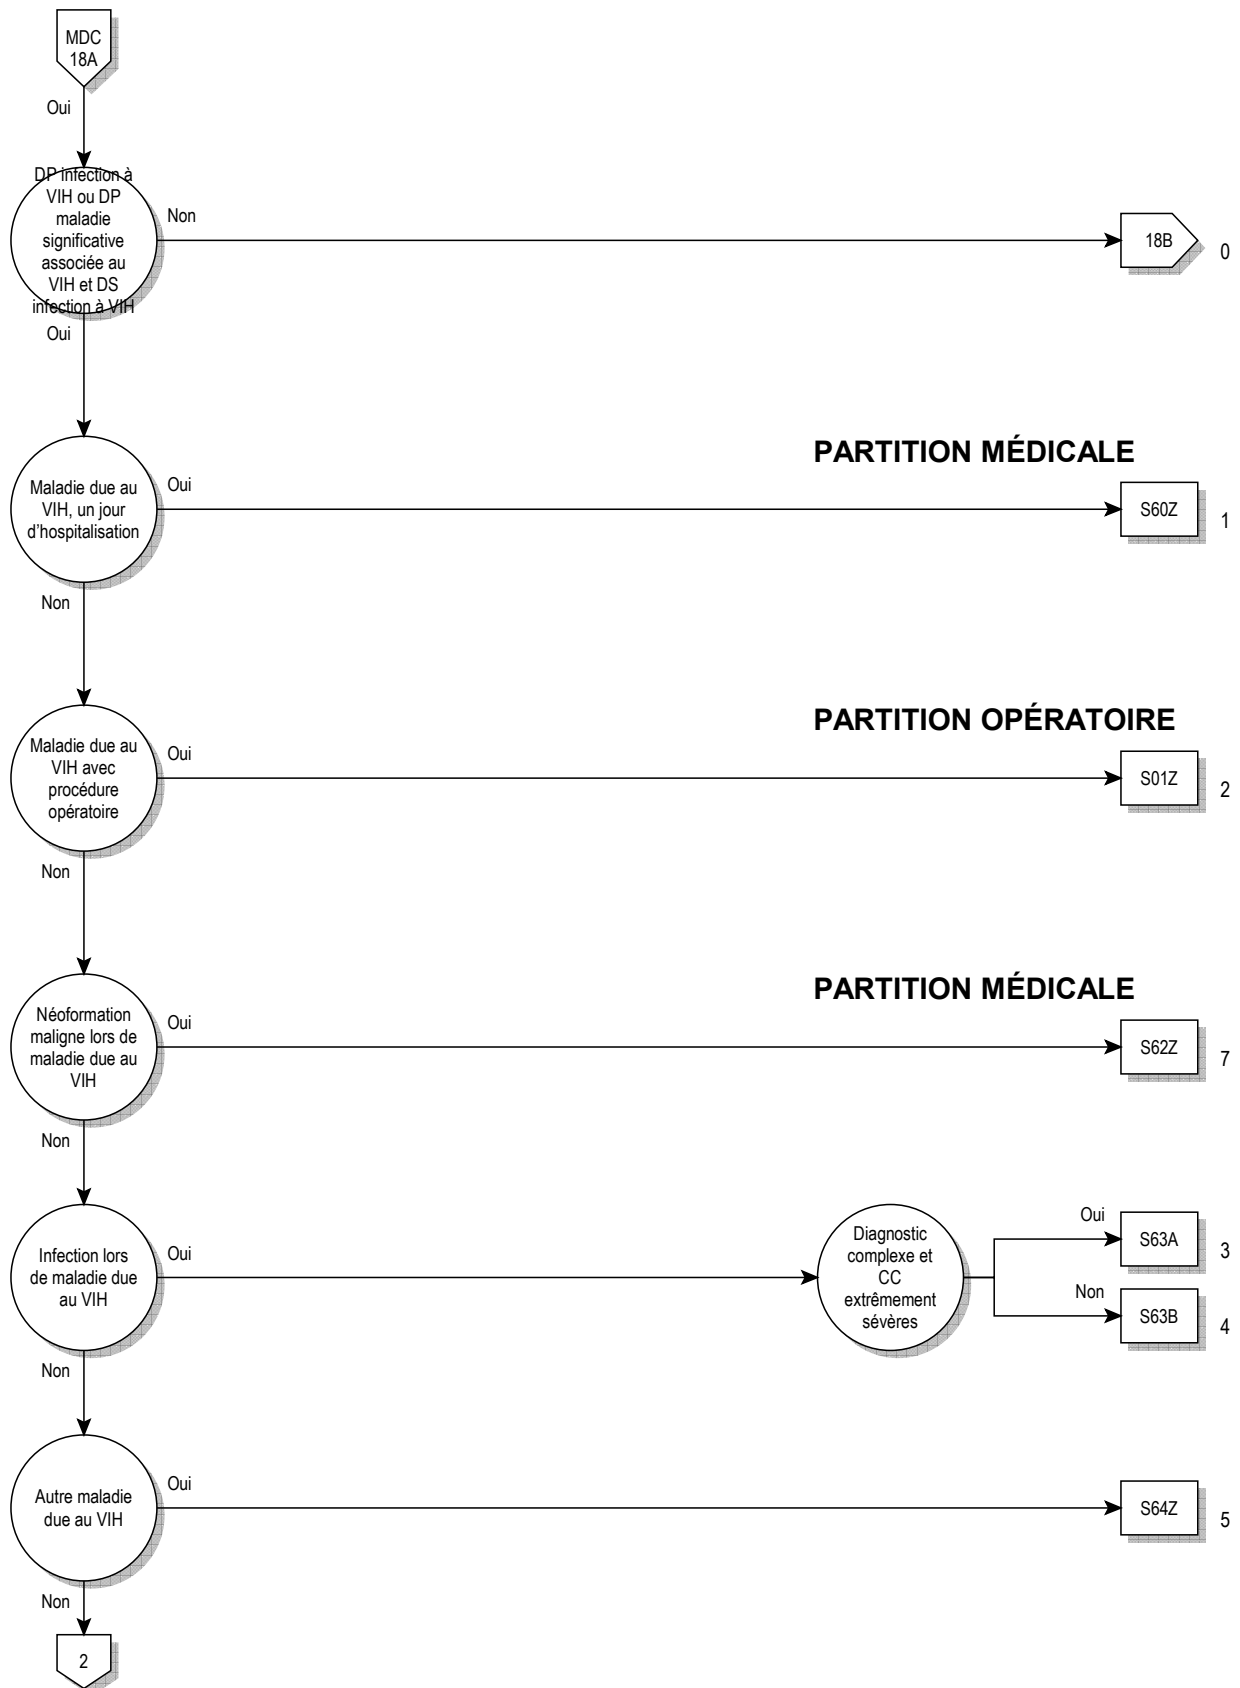 MDC
18A
Oui
DP infection à
VIH ou DP
maladie
significative
associée au
VIH et DS
infection à VIH
Non
18B
0
Oui
PARTITION MÉDICALE
Maladie due au
VIH, un jour
d'hospitalisation
Oui
S60Z
1
Non
PARTITION OPÉRATOIRE
Maladie due au
VIH avec
procédure
opératoire
Oui
S01Z
2
Non
PARTITION MÉDICALE
Néoformation
maligne lors de
maladie due au
VIH
Oui
S62Z
7
Non
Infection lors
de maladie due
au VIH
Oui
Diagnostic
complexe et
CC
extrêmement
sévères
Oui
S63A
3
Non
S63B
4
Non
Autre maladie
due au VIH
Oui
S64Z
5
Non
2